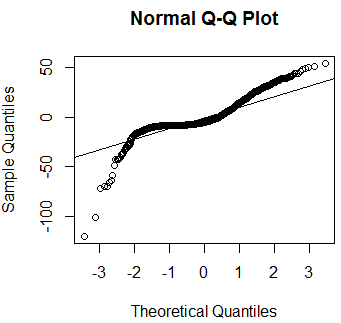 Normal Q-Q Plot
50
0
-50
-100
Sample Quantiles
-3 -2 -1 0 1 2 3
Theoretical Quantiles